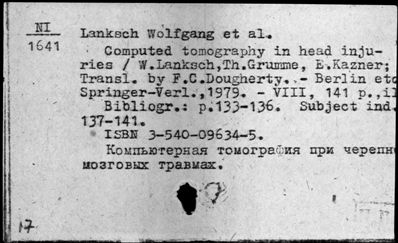 NI
1641
Lanksch Wolfgang et al.
Computed tomography in head inju-
ries / W.Lanksch,Th.Grumme, E.Kazner;
Transl. by F.C.Dougherty. - Berlin etc
Springer-Verl.,1979. - VIII, 141 p.,il
Bibliogr.: p.133-136. Subject ind.
137-141.
ISBN 3-540-09634-5.
Компьютерная томография при черепн
мозговых травмах.
17